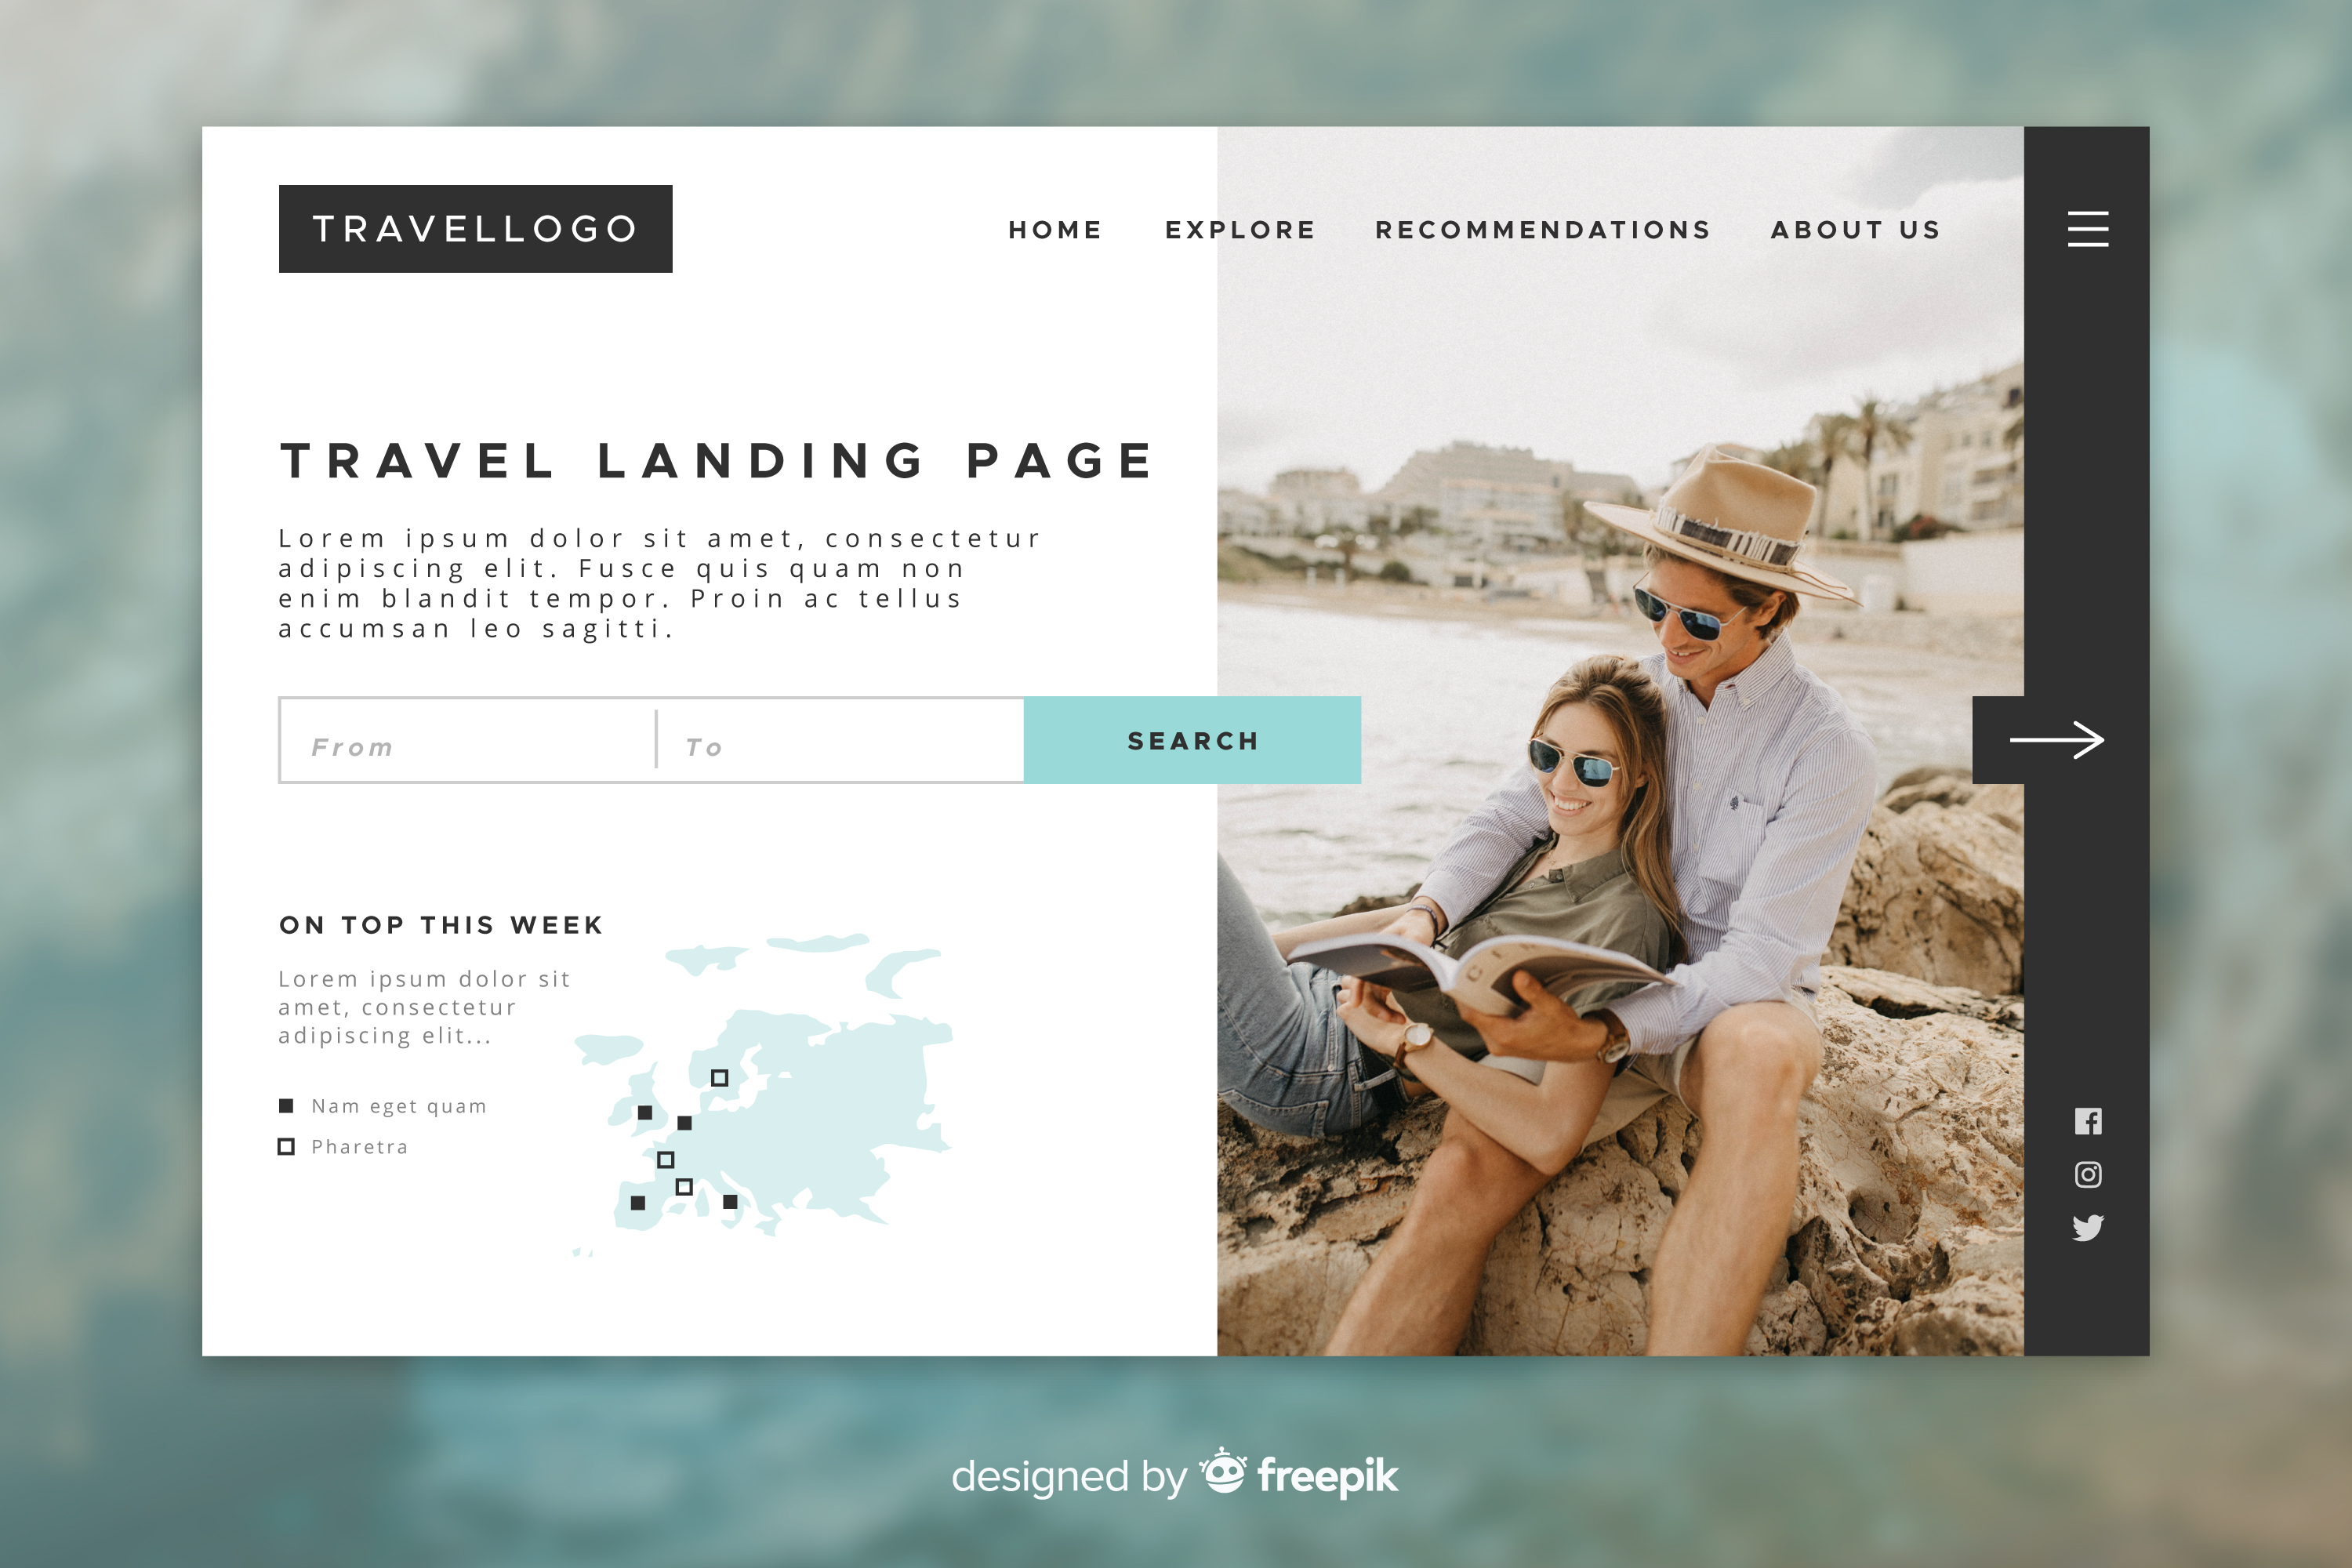 TRAVELLOGO
HOME EXPLORE RECOMMENDATIONS ABOUT US
TRAVEL LANDING PAGE
Lorem ipsum dolor sit amet, consectetur
adipiscing elit. Fusce quis quam non
enim blandit tempor. Proin ac tellus
accumsan leo sagitti.
From To SEARCH
ON TOP THIS WEEK
Lorem ipsum dolor sit
amet, consectetur
adipiscing elit...
Nam eget quam
Pharetra
designed by freepik